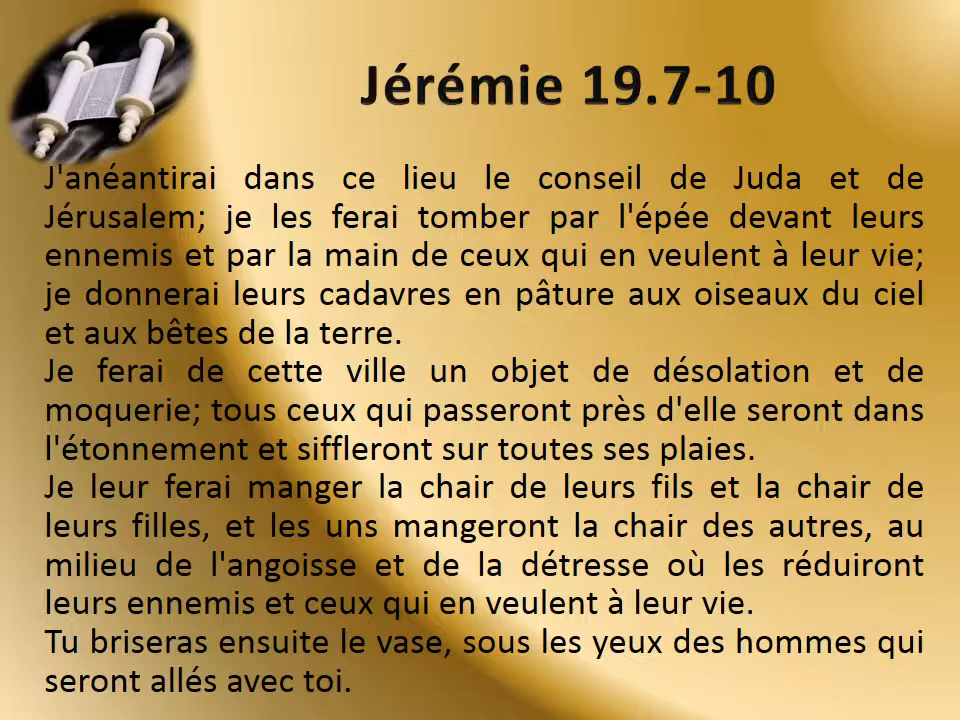 Jérémie 19.7-10
J'anéantirai dans ce lieu le conseil de Juda et de
Jérusalem; je les ferai tomber par l'épée devant leurs
ennemis et par la main de ceux qui en veulent à leur vie;
je donnerai leurs cadavres en pâture aux oiseaux du ciel
et aux bêtes de la terre.
Je ferai de cette ville un objet de désolation et de
moquerie; tous ceux qui passeront près d'elle seront dans
l'étonnement et siffleront sur toutes ses plaies.
Je leur ferai manger la chair de leurs fils et la chair de
leurs filles, et les uns mangeront la chair des autres, au
milieu de l'angoisse et de la détresse où les réduiront
leurs ennemis et ceux qui en veulent à leur vie.
Tu briseras ensuite le vase, sous les yeux des hommes qui
seront allés avec toi.